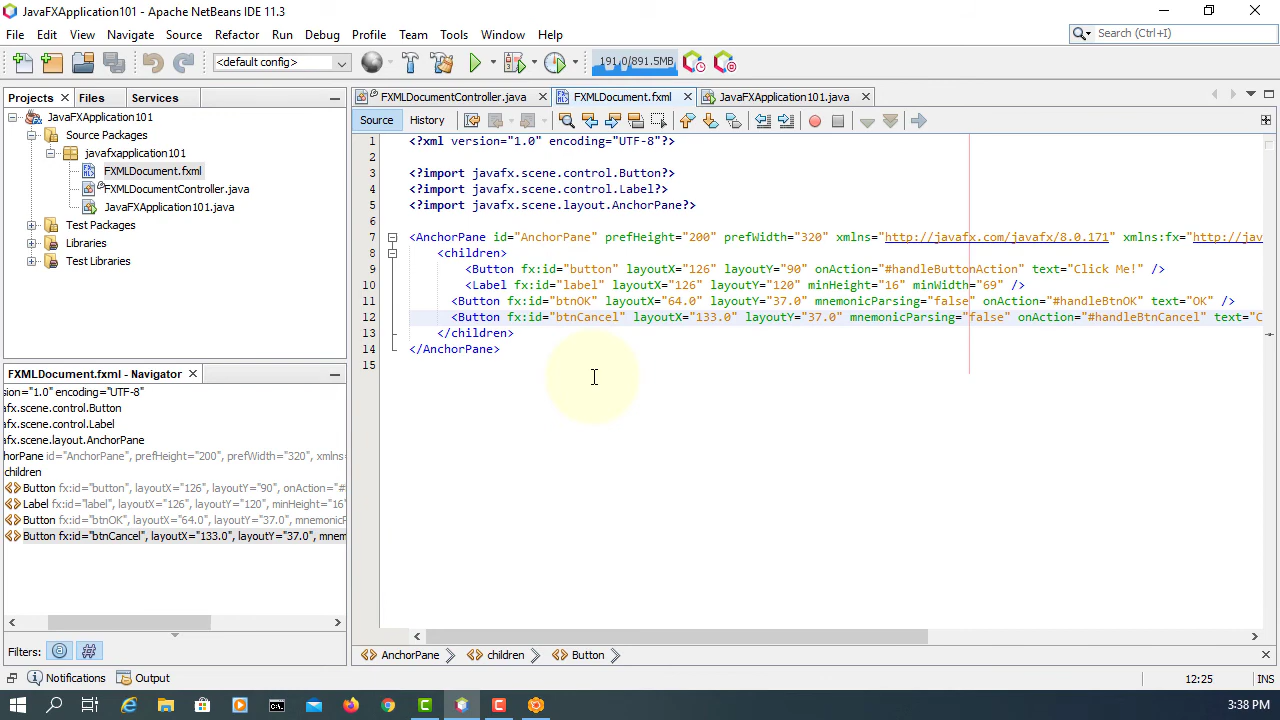 JavaFXApplication101 - Apache NetBeans IDE 11.3
File Edit View Navigate Source Refactor Run Debug Profile Team Tools Window Help
Search (Ctrl+I)
<default config>
191.0/891.5MB
Projects Files Services
FXMLDocumentController.java FXMLDocument.fxml JavaFXApplication101.java
Source History
JavaFXApplication101
Source Packages
javafxapplication101
FXMLDocument.fxml
FXMLDocumentController.java
JavaFXApplication101.java
Test Packages
Libraries
Test Libraries
1 <?xml version="1.0" encoding="UTF-8"?>
2
3 <?import javafx.scene.control.Button?>
4 <?import javafx.scene.control.Label?>
5 <?import javafx.scene.layout.AnchorPane?>
6
7 <AnchorPane id="AnchorPane" prefHeight="200" prefWidth="320" xmlns="http://javafx.com/javafx/8.0.171" xmlns:fx="http://jav
8 <children>
9 <Button fx:id="button" layoutX="126" layoutY="90" onAction="#handleButtonAction" text="Click Me!" />
10 <Label fx:id="label" layoutX="126" layoutY="120" minHeight="16" minWidth="69" />
11 <Button fx:id="btnOK" layoutX="64.0" layoutY="37.0" mnemonicParsing="false" onAction="#handleBtnOK" text="OK" />
12 <Button fx:id="btnCancel" layoutX="133.0" layoutY="37.0" mnemonicParsing="false" onAction="#handleBtnCancel" text="C
13 </children>
14 </AnchorPane>
15
FXMLDocument.fxml - Navigator
sion="1.0" encoding="UTF-8"
afx.scene.control.Button
afx.scene.control.Label
afx.scene.layout.AnchorPane
horPane id="AnchorPane", prefHeight="200", prefWidth="320", xmlns=
children
Button fx:id="button", layoutX="126", layoutY="90", onAction="#
Label fx:id="label", layoutX="126", layoutY="120", minHeight="16"
Button fx:id="btnOK", layoutX="64.0", layoutY="37.0", mnemonicP
Button fx:id="btnCancel", layoutX="133.0", layoutY="37.0", mnem
Filters:
AnchorPane children Button
Notifications Output
12:25 INS
3:38 PM